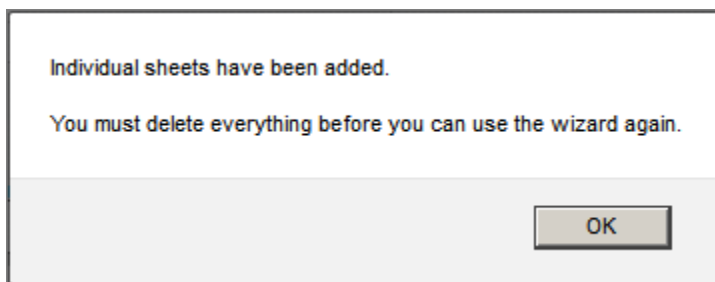 Individual sheets have been added.
You must delete everything before you can use the wizard again.
OK